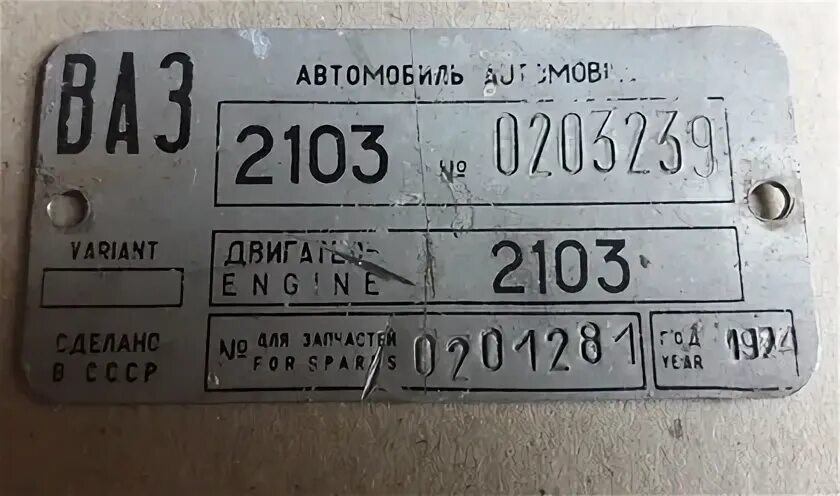 ВАЗ
АВТОМОБИЛЬ
2103 № 0203239
VARIANT
ДВИГАТЕЛЬ 2103
ENGINE
СДЕЛАНО
В СССР
№ ДЛЯ ЗАПЧАСТЕЙ 0201281
FOR SPARES
ГОД 1974
YEAR